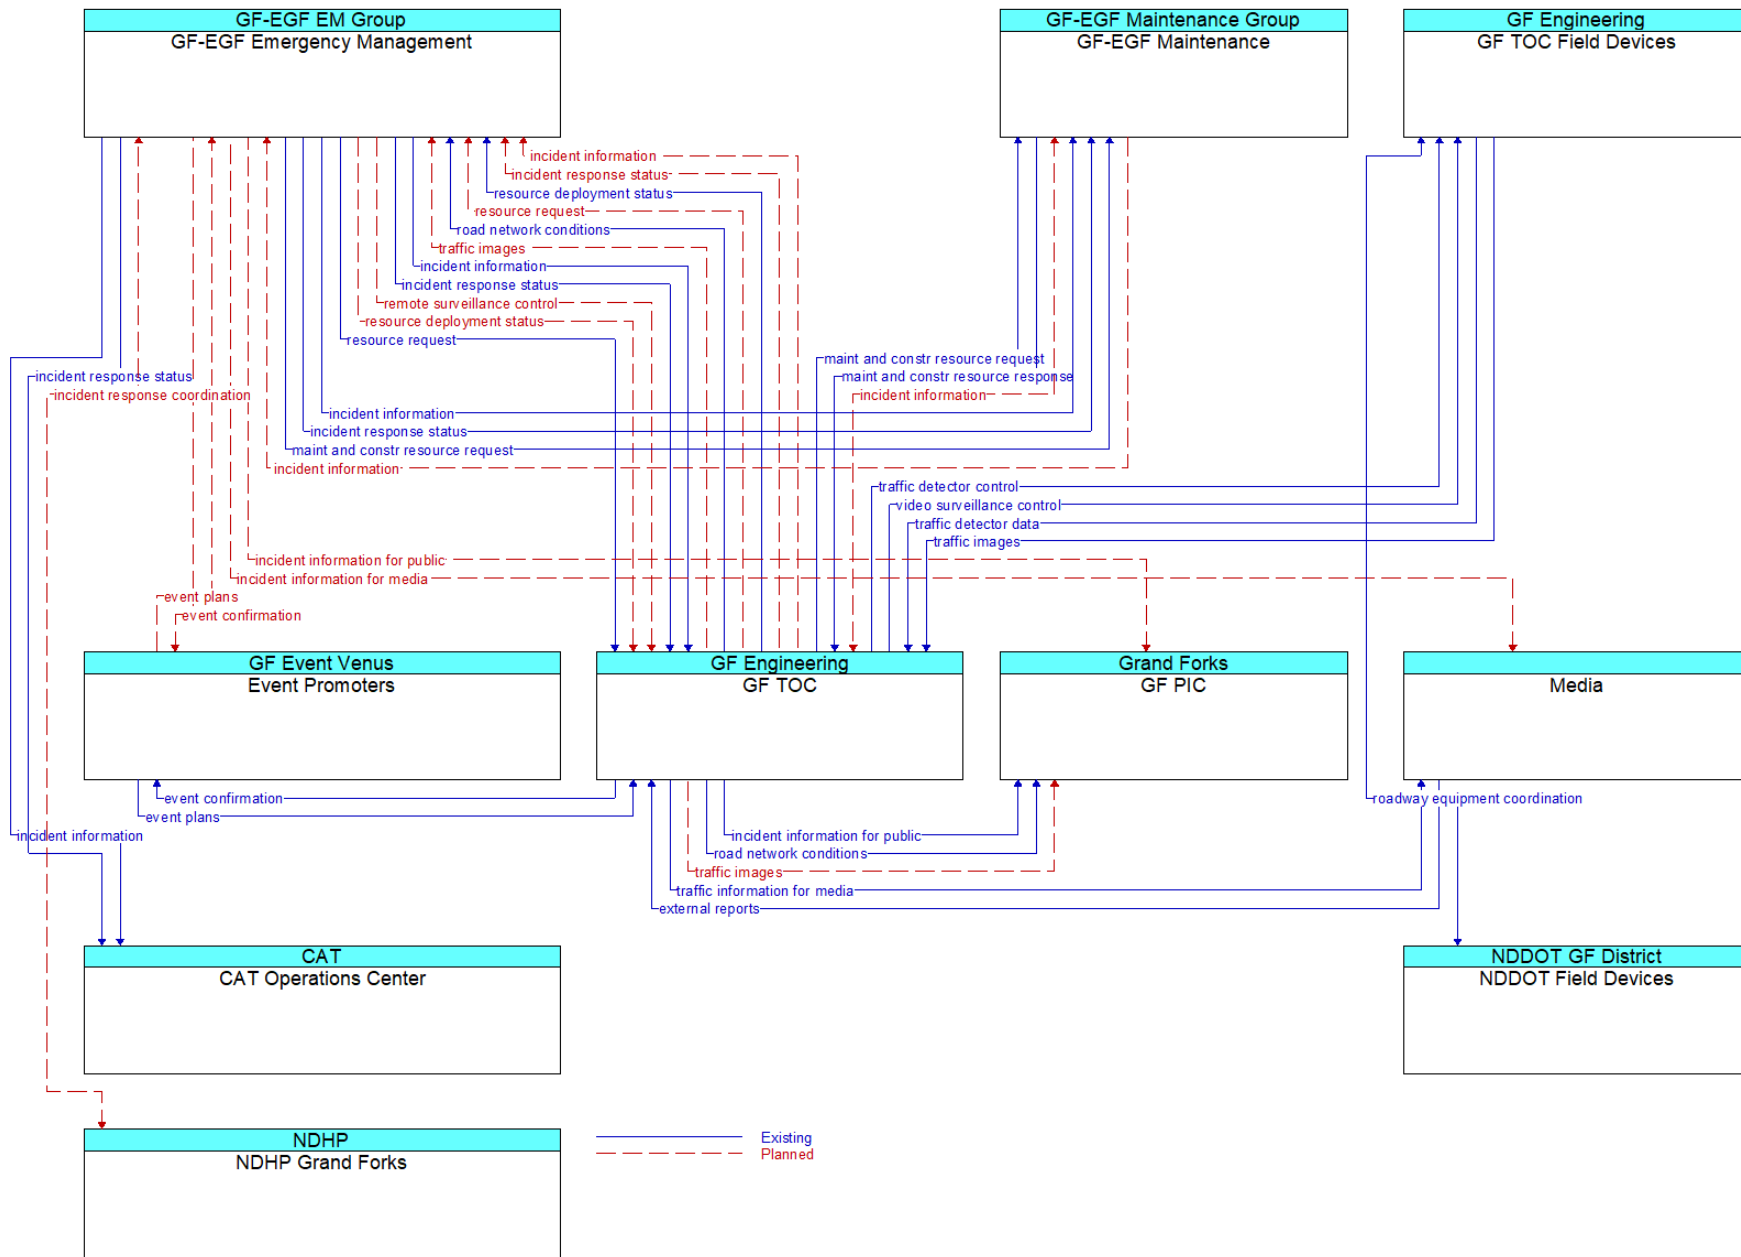 GF-EGF EM Group
GF-EGF Emergency Management
GF-EGF Maintenance Group
GF-EGF Maintenance
GF Engineering
GF TOC Field Devices
incident information
incident response status
resource deployment status
resource request
road network conditions
traffic images
incident information
incident response status
remote surveillance control
resource deployment status
resource request
maint and constr resource request
incident response status
maint and constr resource response
incident response coordination
incident information
incident information
incident response status
maint and constr resource request
incident information
traffic detector control
video surveillance control
traffic detector data
traffic images
incident information for public
incident information for media
event plans
event confirmation
GF Event Venus
Event Promoters
GF Engineering
GF TOC
Grand Forks
GF PIC
Media
event confirmation
roadway equipment coordination
event plans
incident information
incident information for public
road network conditions
traffic images
traffic information for media
external reports
CAT
CAT Operations Center
NDDOT GF District
NDDOT Field Devices
NDHP
NDHP Grand Forks
Existing
Planned